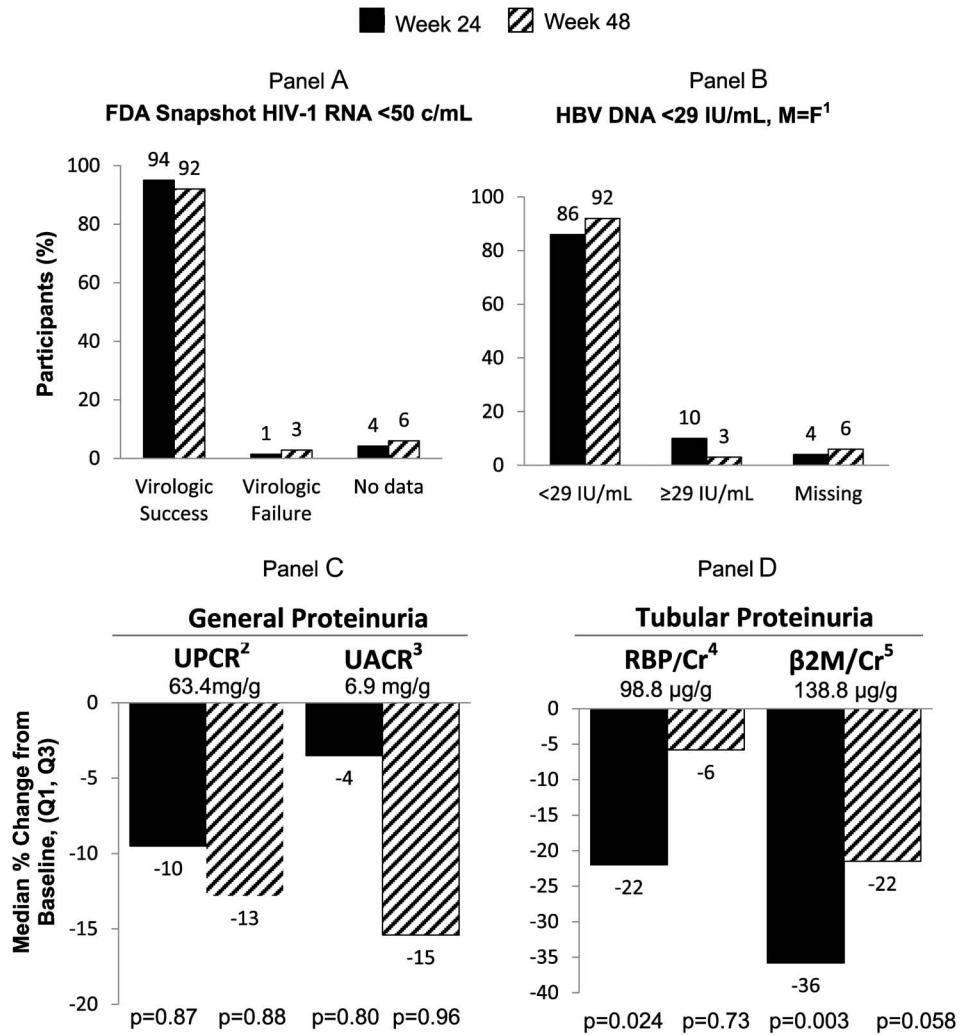 Week 24 Week 48
Panel A
FDA Snapshot HIV-1 RNA <50 c/mL
Participants (%)
100
80
60
40
20
0
94 92
1 3
4 6
Virologic Success
Virologic Failure
No data
Panel B
HBV DNA <29 IU/mL, M=F¹
100
80
60
40
20
0
86 92
10 3
4 6
<29 IU/mL ≥29 IU/mL Missing
Panel C
General Proteinuria
UPCR² UACR³
63.4mg/g 6.9 mg/g
Median % Change from
Baseline, (Q1, Q3)
0
-5
-10
-15
-20
-10
-13
-4
-15
p=0.87 p=0.88 p=0.80 p=0.96
Panel D
Tubular Proteinuria
RBP/Cr⁴ β2M/Cr⁵
98.8 µg/g 138.8 µg/g
0
-5
-10
-15
-20
-25
-30
-35
-40
-22
-6
-36
-22
p=0.024 p=0.73 p=0.003 p=0.058